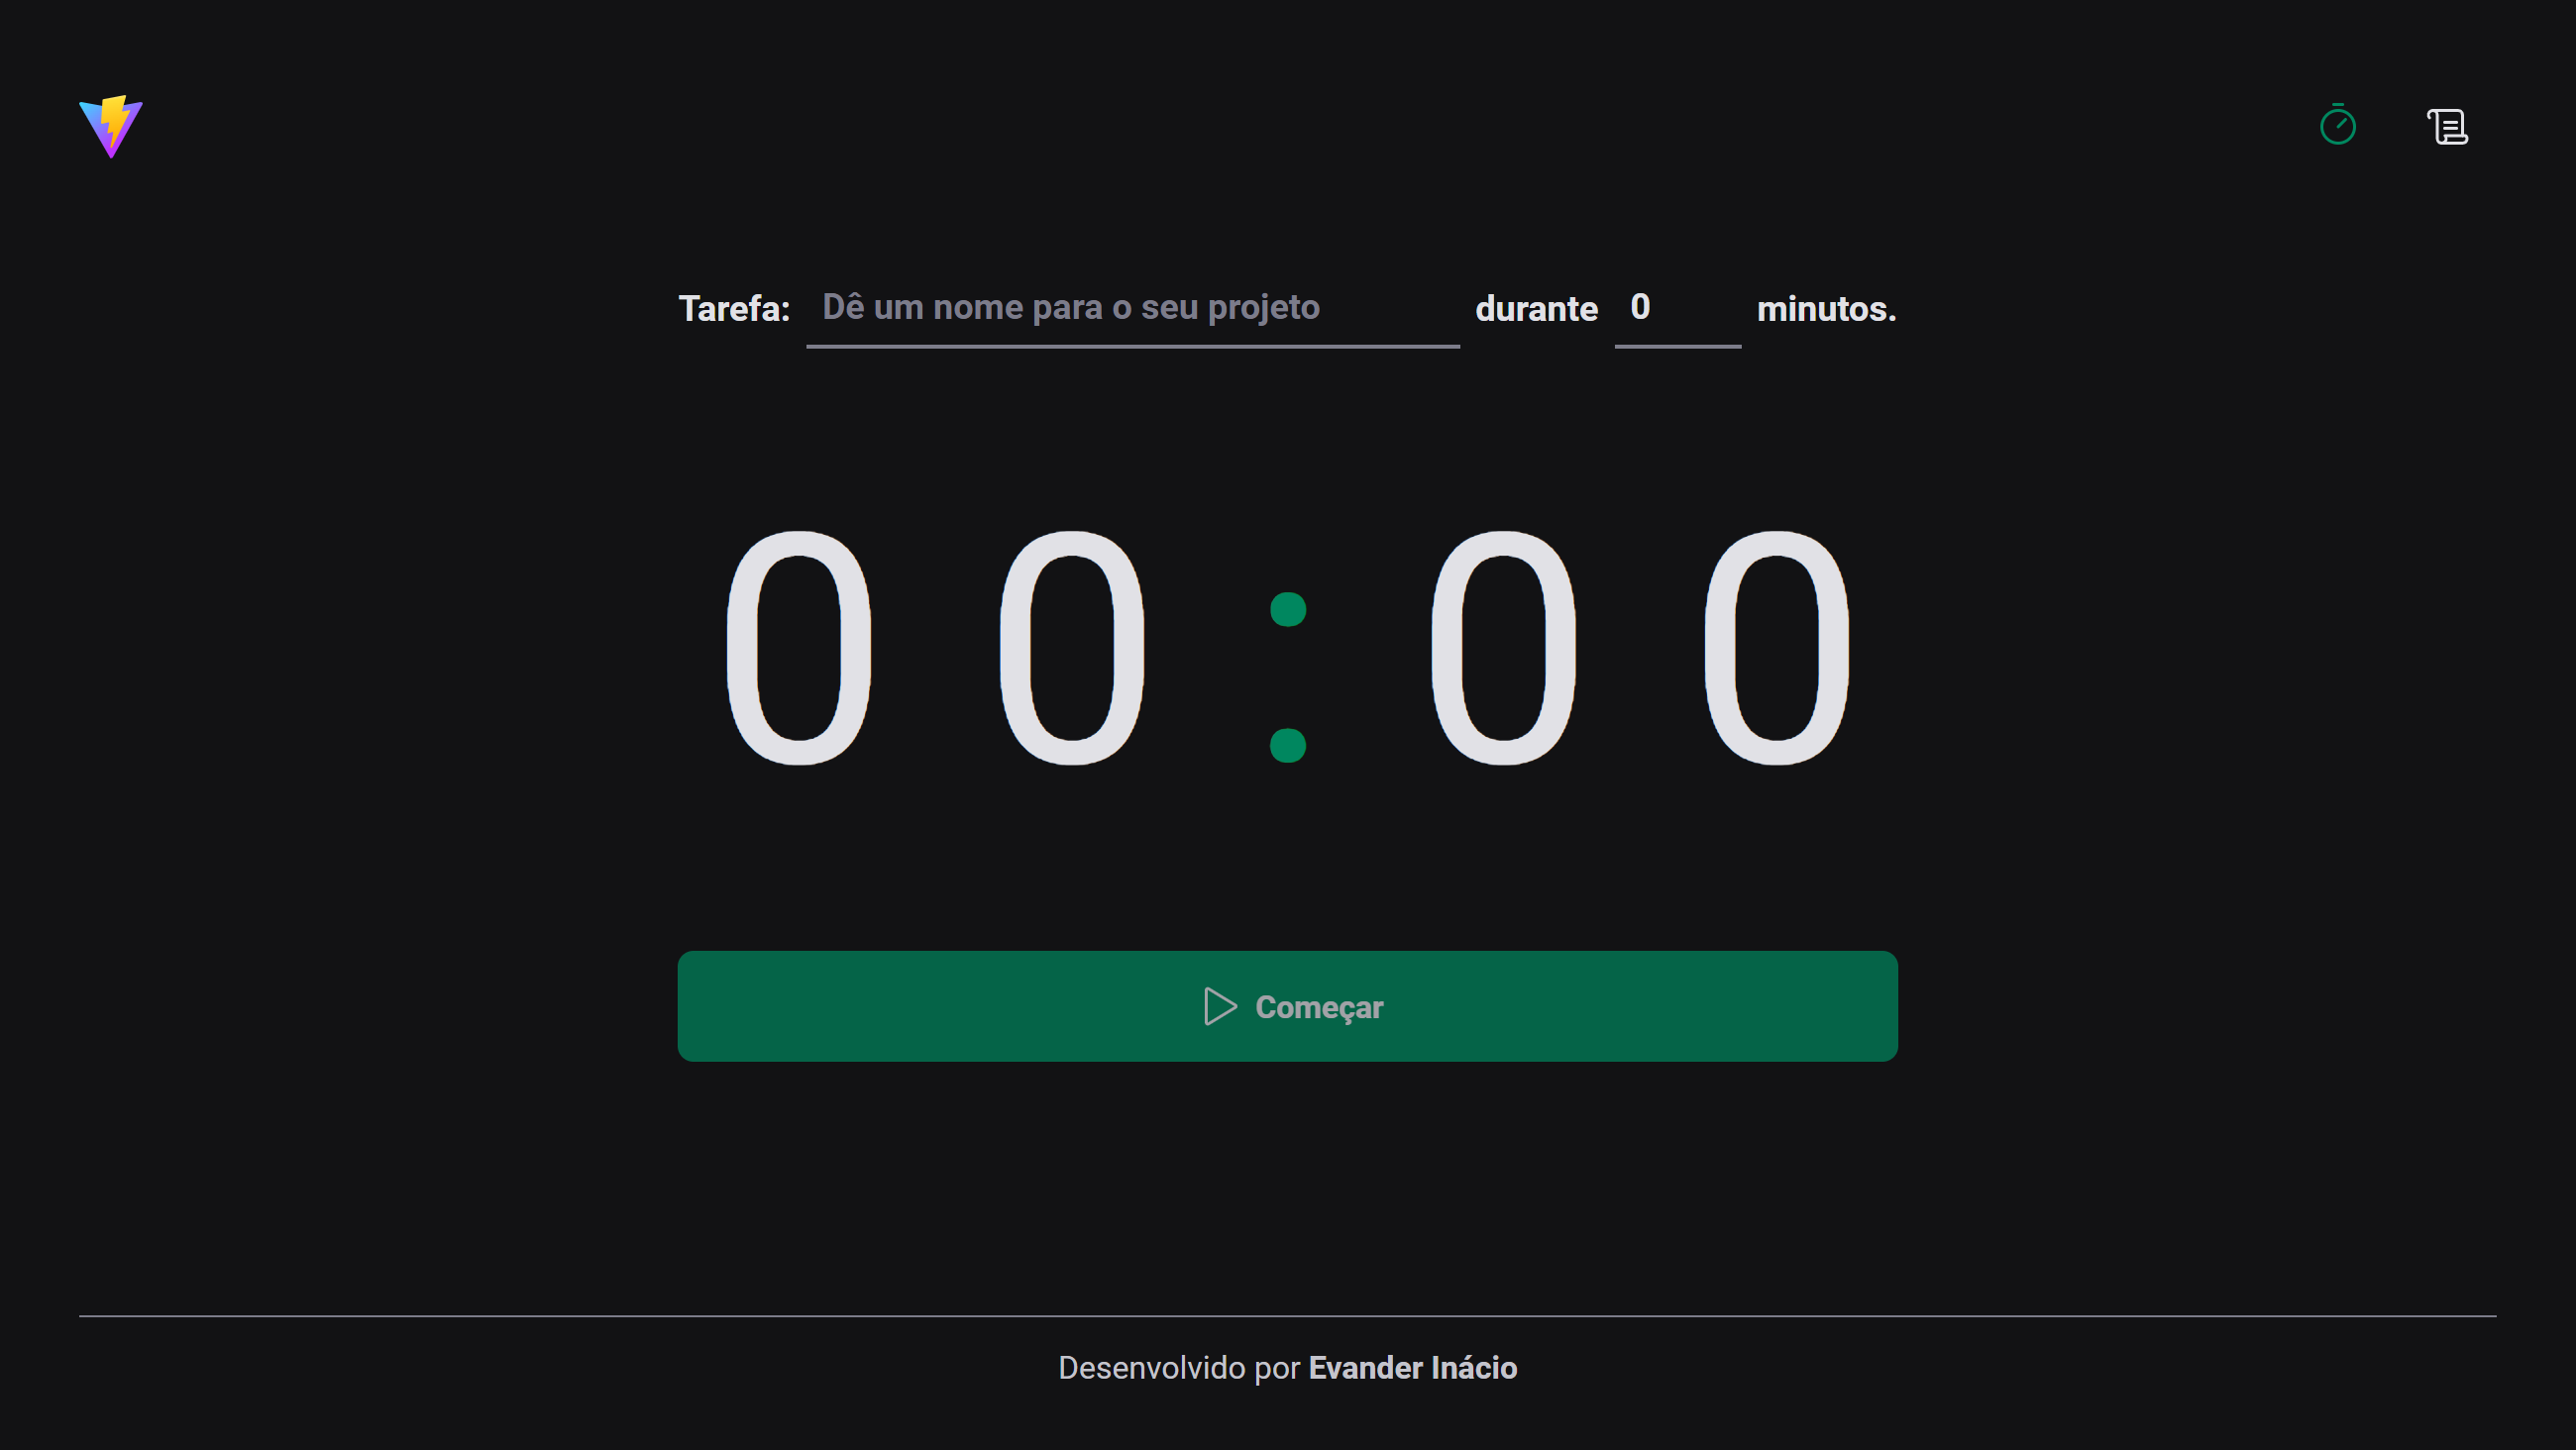 Tarefa: Dê um nome para o seu projeto durante 0 minutos.
00:00
Começar
Desenvolvido por Evander Inácio